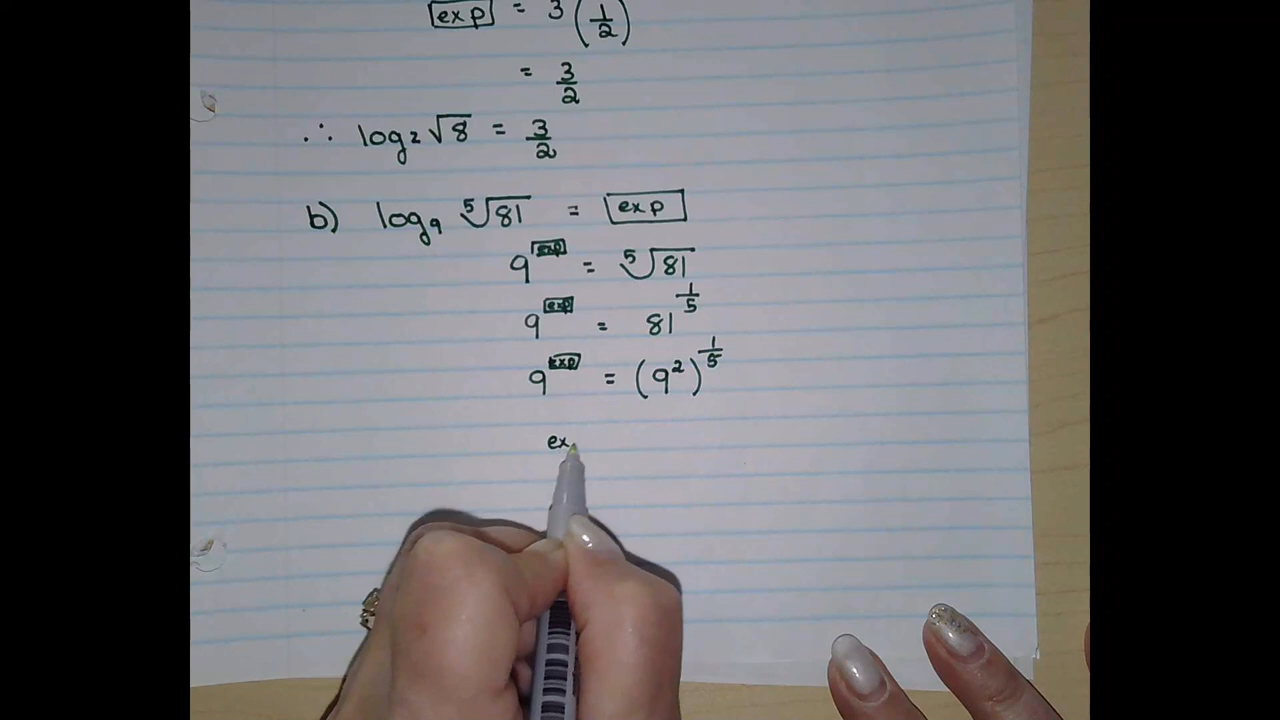 exp = 3 (1/2)
= 3/2
∴ log₂ √8 = 3/2
b) log₉ ⁵√81 = exp
9^exp = ⁵√81
9^exp = 81^1/5
9^exp = (9²)^1/5
ex